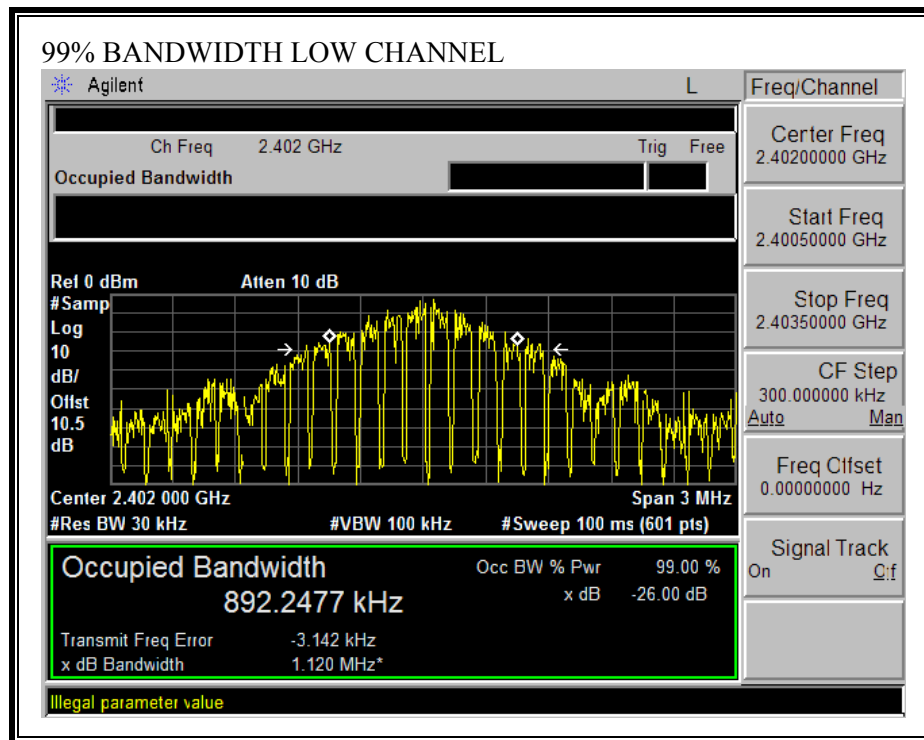 99% BANDWIDTH LOW CHANNEL
Agilent L Freq/Channel
Ch Freq 2.402 GHz Trig Free
Occupied Bandwidth
Center Freq
2.40200000 GHz
Start Freq
2.40050000 GHz
Stop Freq
2.40350000 GHz
CF Step
300.000000 kHz
Auto Man
Freq Offset
0.00000000 Hz
Signal Track
On Off
Ref 0 dBm Atten 10 dB
#Samp
Log
10
dB/
Offst
10.5
dB
Center 2.402 000 GHz Span 3 MHz
#Res BW 30 kHz #VBW 100 kHz #Sweep 100 ms (601 pts)
Occupied Bandwidth Occ BW % Pwr 99.00 %
892.2477 kHz x dB -26.00 dB
Transmit Freq Error -3.142 kHz
x dB Bandwidth 1.120 MHz*
Illegal parameter value